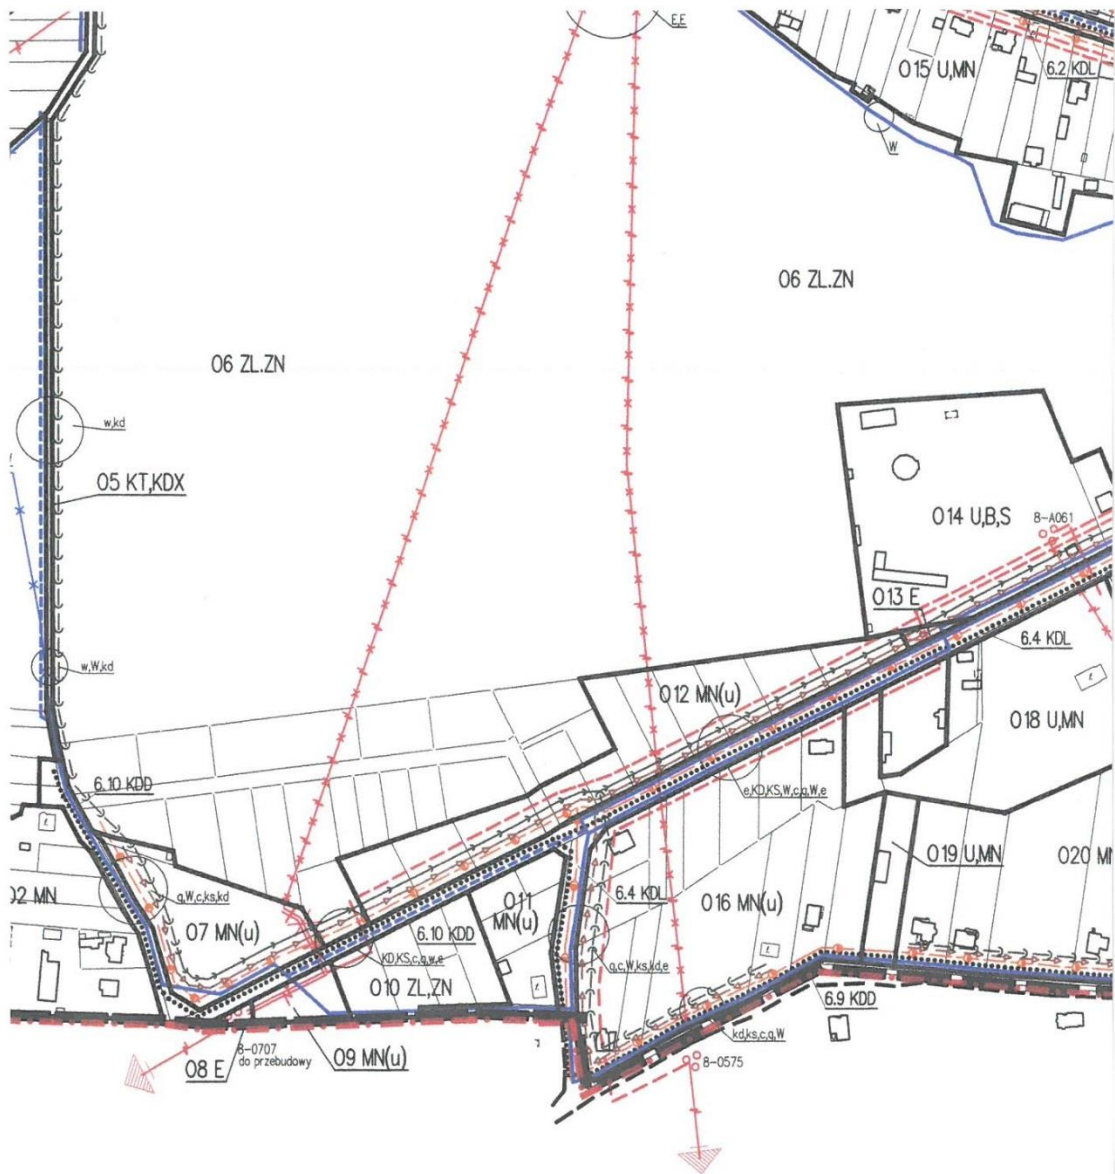 E,E
015 U,MN
6.2 KDL
W
06 ZL.ZN
06 ZL.ZN
w,kd
05 KT,KDX
014 U,B,S
8-A061
013 E
6.4 KDL
w,W,kd
012 MN(u)
018 U,MN
6.10 KDD
e,KD,KS,W,c,g,W,e
019 U,MN
020 MN
02 MN
g,W,c,ks,kd
011
MN(u)
6.4 KDL
016 MN(u)
07 MN(u)
6.10 KDD
KD,KS,c,g,w,e
g,c,W,ks,kd,e
010 ZL,ZN
6.9 KDD
kd,ks,c,g,W
8-0707
do przebudowy
08 E
09 MN(u)
8-0575